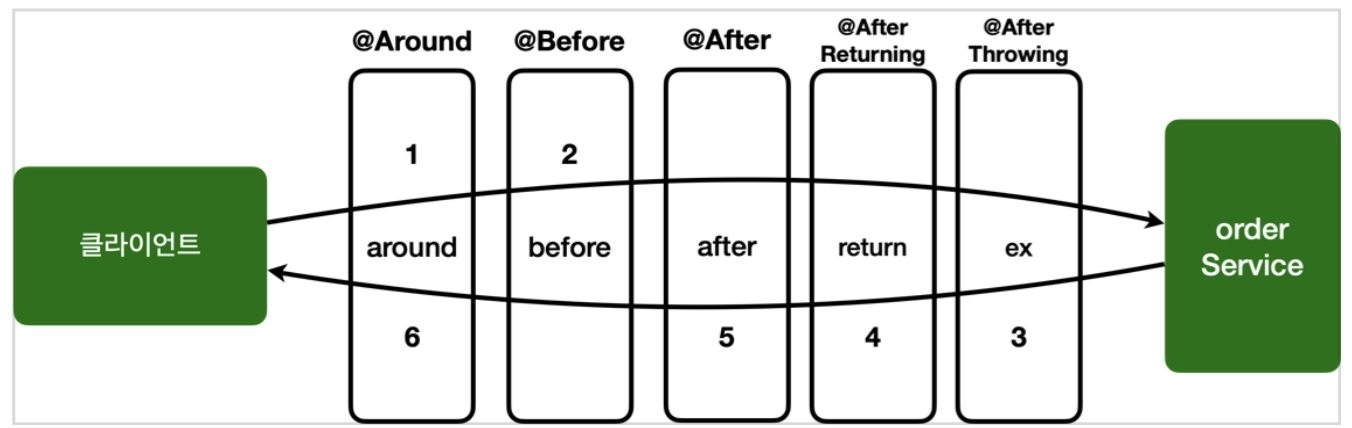 @Around
@Before
@After
@After
Returning
@After
Throwing
1
2
클라이언트
around
before
after
return
ex
order
Service
6
5
4
3